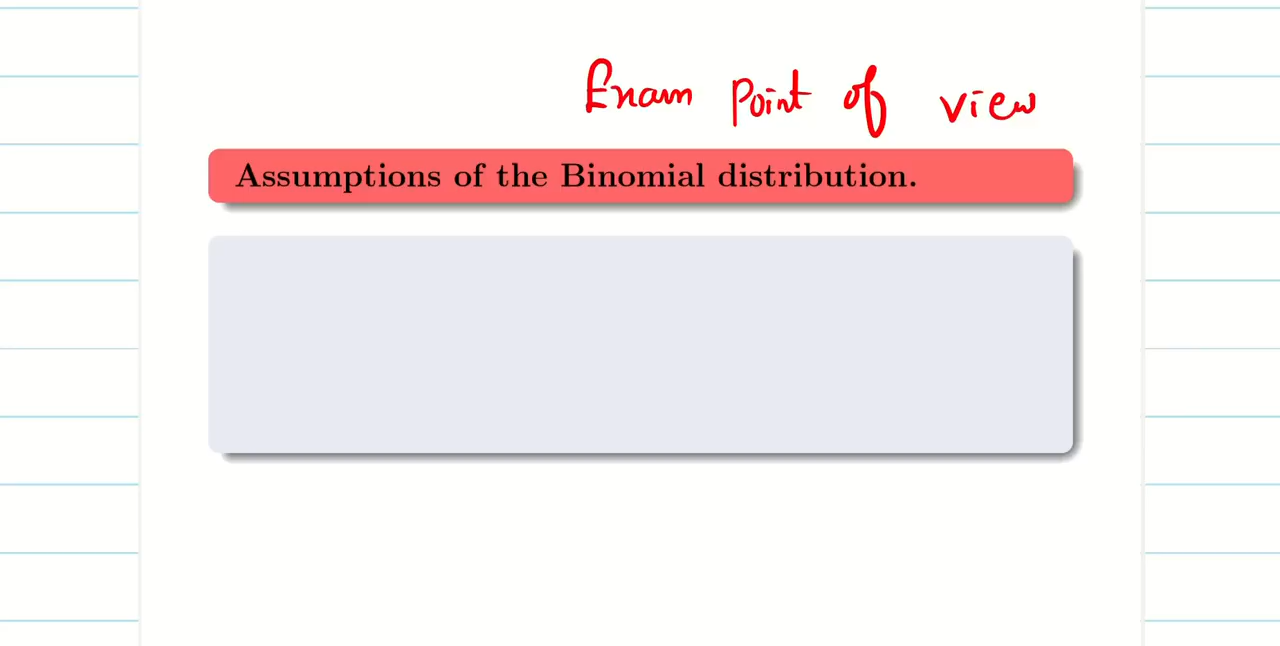 Exam Point of view
Assumptions of the Binomial distribution.